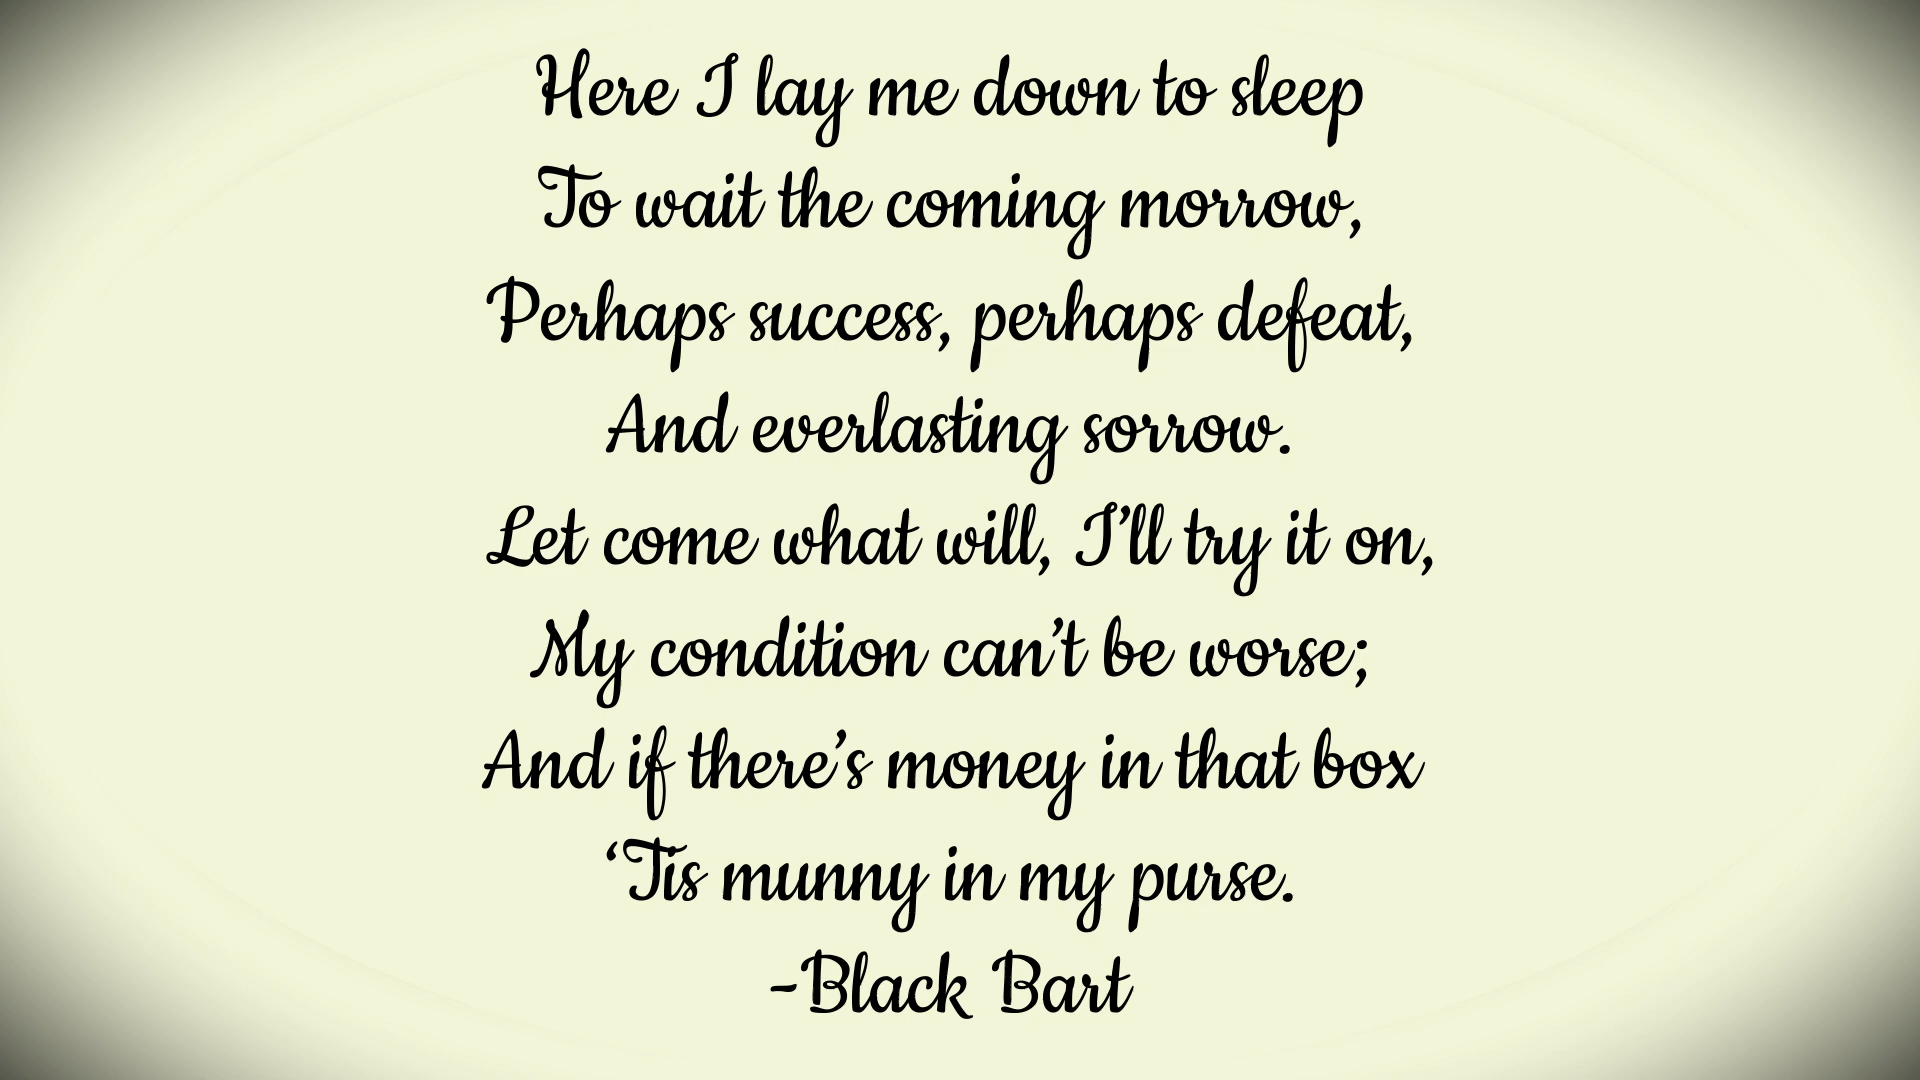 Here I lay me down to sleep
To wait the coming morrow,
Perhaps success, perhaps defeat,
And everlasting sorrow.
Let come what will, I’ll try it on,
My condition can’t be worse;
And if there’s money in that box
‘Tis munny in my purse.
-Black Bart